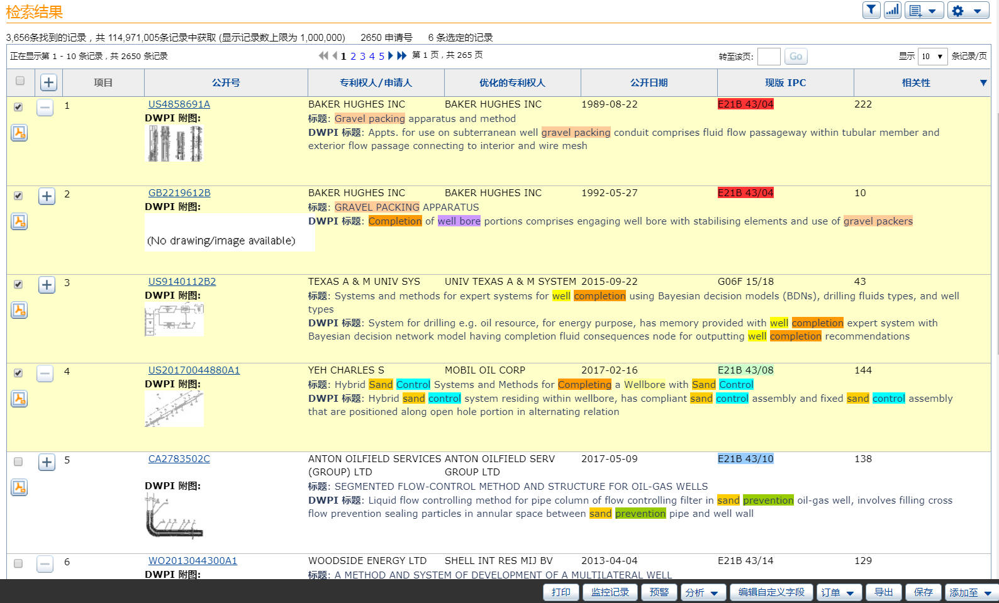 检索结果
3,656条找到的记录，共 114,971,005条记录中获取 (显示记录数上限为 1,000,000) 2650 申请号 6 条选定的记录
正在显示第 1 - 10 条记录，共 2650 条记录 1 2 3 4 5 第 1 页，共 265 页 转至该页: Go 显示 10 条记录/页
项目 公开号 专利权人/申请人 优化的专利权人 公开日期 现版 IPC 相关性
1 US4858691A BAKER HUGHES INC BAKER HUGHES INC 1989-08-22 E21B 43/04 222
DWPI 附图: 标题: Gravel packing apparatus and method
DWPI 标题: Appts. for use on subterranean well gravel packing conduit comprises fluid flow passageway within tubular member and
exterior flow passage connecting to interior and wire mesh
2 GB2219612B BAKER HUGHES INC BAKER HUGHES INC 1992-05-27 E21B 43/04 10
DWPI 附图: 标题: GRAVEL PACKING APPARATUS
DWPI 标题: Completion of well bore portions comprises engaging well bore with stabilising elements and use of gravel packers
(No drawing/image available)
3 US9140112B2 TEXAS A & M UNIV SYS UNIV TEXAS A & M SYSTEM 2015-09-22 G06F 15/18 43
DWPI 附图: 标题: Systems and methods for expert systems for well completion using Bayesian decision models (BDNs), drilling fluids types, and well
types
DWPI 标题: System for drilling e.g. oil resource, for energy purpose, has memory provided with well completion expert system with
Bayesian decision network model having completion fluid consequences node for outputting well completion recommendations
4 US20170044880A1 YEH CHARLES S MOBIL OIL CORP 2017-02-16 E21B 43/08 144
DWPI 附图: 标题: Hybrid Sand Control Systems and Methods for Completing a Wellbore with Sand Control
DWPI 标题: Hybrid sand control system residing within wellbore, has compliant sand control assembly and fixed sand control assembly
that are positioned along open hole portion in alternating relation
5 CA2783502C ANTON OILFIELD SERVICES ANTON OILFIELD SERV 2017-05-09 E21B 43/10 138
(GROUP) LTD GROUP LTD
DWPI 附图: 标题: SEGMENTED FLOW-CONTROL METHOD AND STRUCTURE FOR OIL-GAS WELLS
DWPI 标题: Liquid flow controlling method for pipe column of flow controlling filter in sand prevention oil-gas well, involves filling cross
flow prevention sealing particles in annular space between sand prevention pipe and well wall
6 WO2013044300A1 WOODSIDE ENERGY LTD SHELL INT RES MIJ BV 2013-04-04 E21B 43/14 129
DWPI 附图: 标题: A METHOD AND SYSTEM OF DEVELOPMENT OF A MULTILATERAL WELL
打印 监控记录 预警 分析 编辑自定义字段 订单 导出 保存 添加至